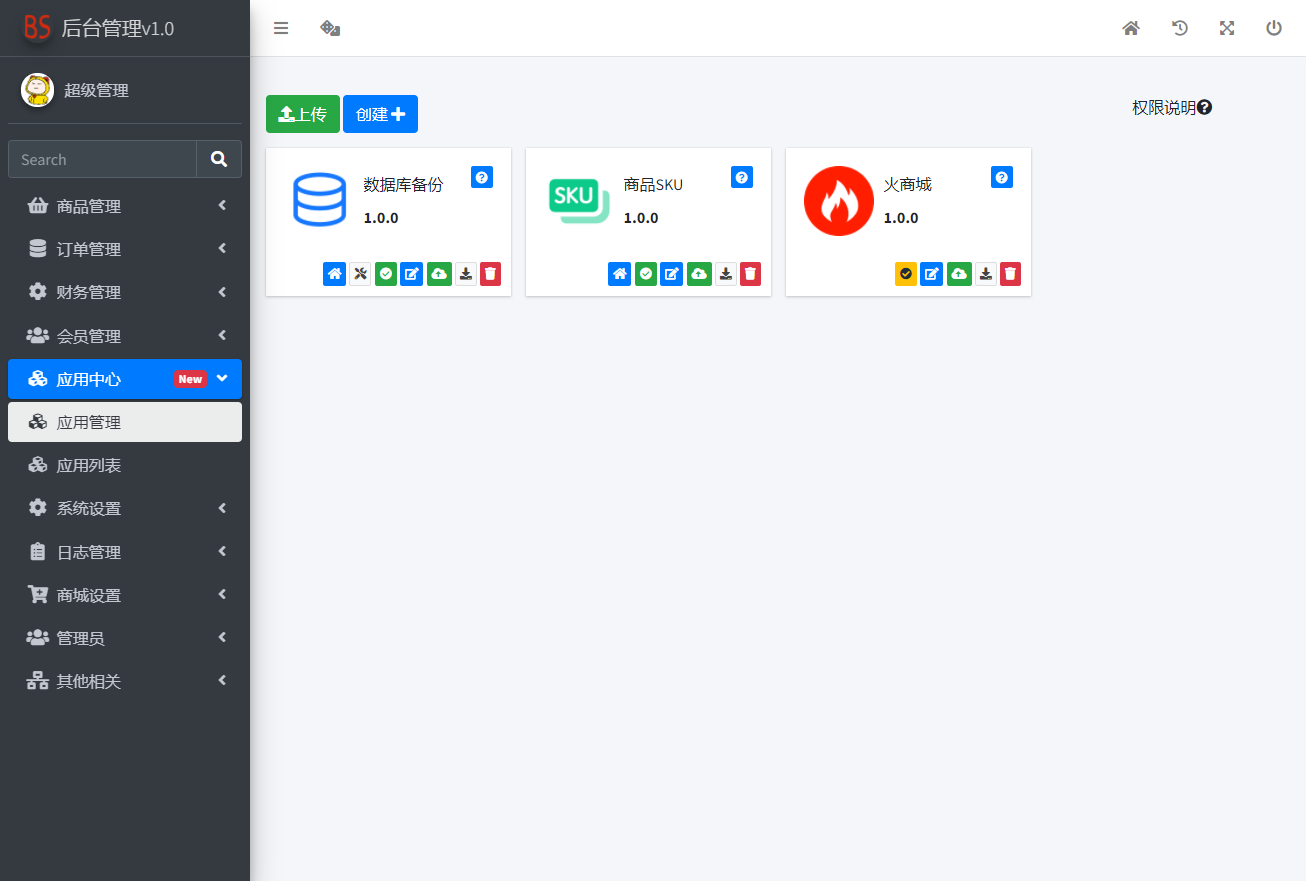 BS 后台管理v1.0
超级管理
Search
商品管理
订单管理
财务管理
会员管理
应用中心 New
应用管理
应用列表
系统设置
日志管理
商城设置
管理员
其他相关
上传 创建
权限说明
数据库备份
1.0.0
SKU
商品SKU
1.0.0
火商城
1.0.0